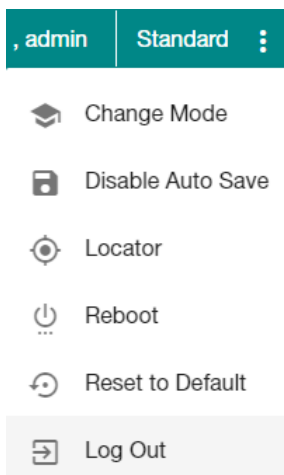 , admin Standard
Change Mode
Disable Auto Save
Locator
Reboot
Reset to Default
Log Out